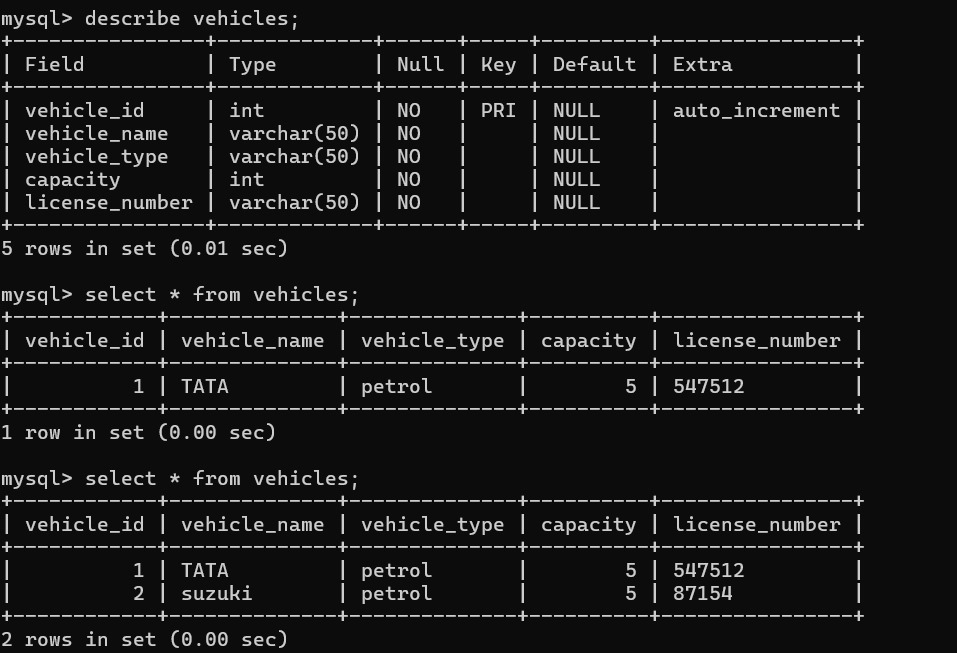 mysql> describe vehicles;
+----------------+-------------+------+-----+---------+----------------+
| Field          | Type        | Null | Key | Default | Extra          |
+----------------+-------------+------+-----+---------+----------------+
| vehicle_id     | int         | NO   | PRI | NULL    | auto_increment |
| vehicle_name   | varchar(50) | NO   |     | NULL    |                |
| vehicle_type   | varchar(50) | NO   |     | NULL    |                |
| capacity       | int         | NO   |     | NULL    |                |
| license_number | varchar(50) | NO   |     | NULL    |                |
+----------------+-------------+------+-----+---------+----------------+
5 rows in set (0.01 sec)

mysql> select * from vehicles;
+------------+--------------+--------------+----------+----------------+
| vehicle_id | vehicle_name | vehicle_type | capacity | license_number |
+------------+--------------+--------------+----------+----------------+
|          1 | TATA         | petrol       |        5 | 547512         |
+------------+--------------+--------------+----------+----------------+
1 row in set (0.00 sec)

mysql> select * from vehicles;
+------------+--------------+--------------+----------+----------------+
| vehicle_id | vehicle_name | vehicle_type | capacity | license_number |
+------------+--------------+--------------+----------+----------------+
|          1 | TATA         | petrol       |        5 | 547512         |
|          2 | suzuki       | petrol       |        5 | 87154          |
+------------+--------------+--------------+----------+----------------+
2 rows in set (0.00 sec)